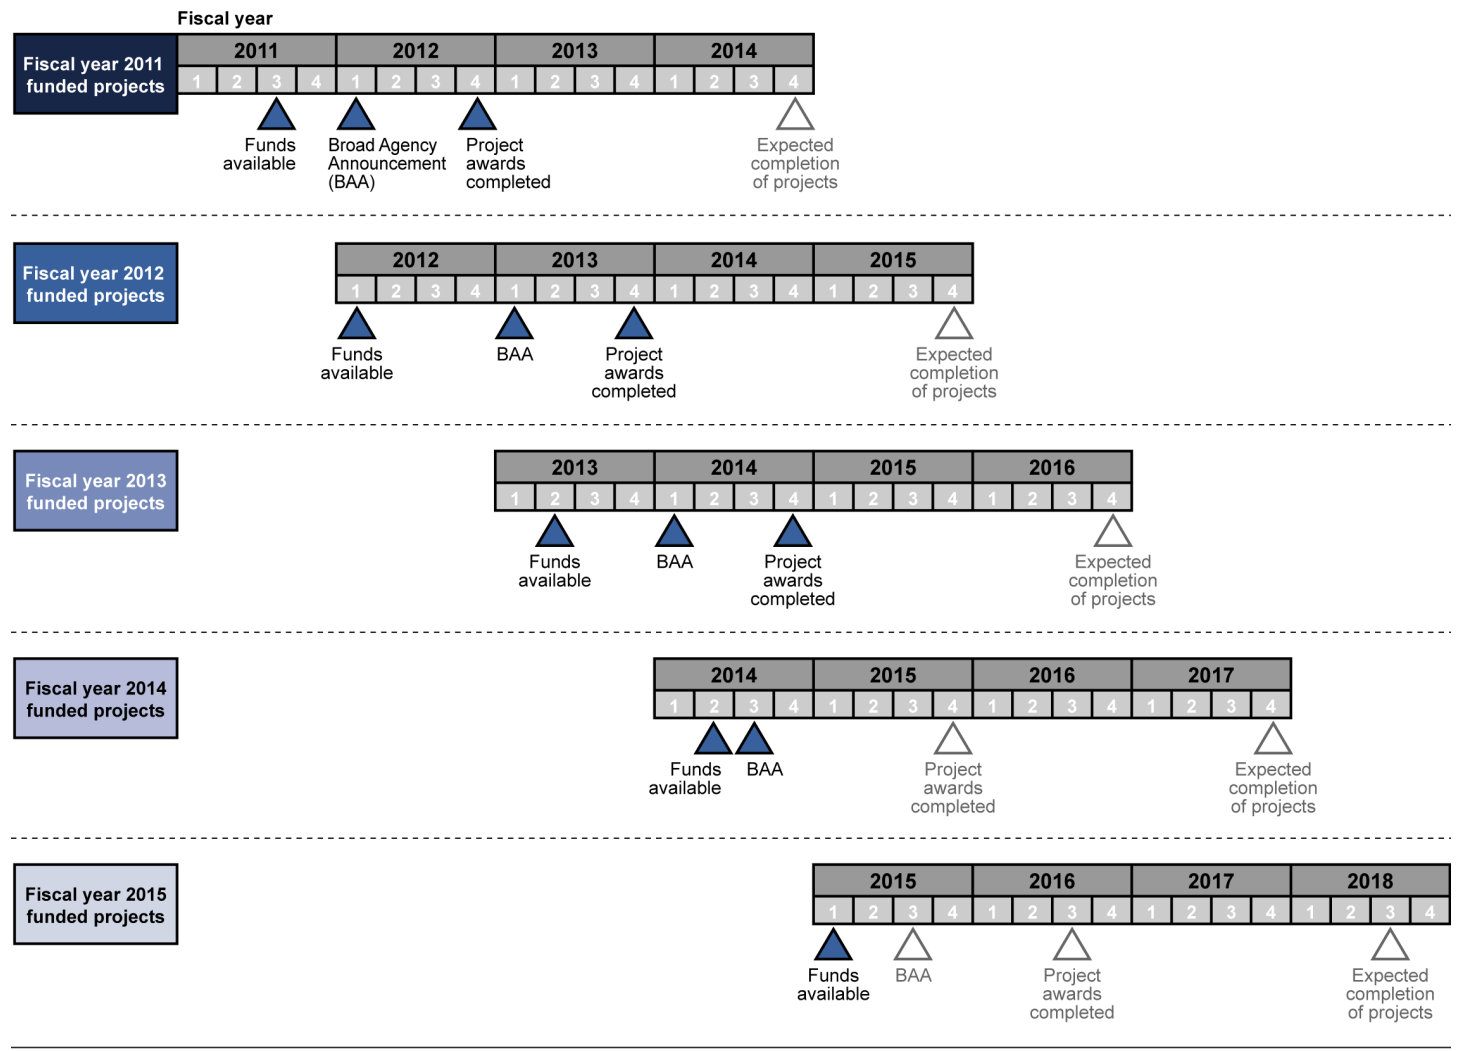 Fiscal year
Fiscal year 2011
funded projects
2011 2012 2013 2014
1 2 3 4 1 2 3 4 1 2 3 4 1 2 3 4
Funds
available
Broad Agency
Announcement
(BAA)
Project
awards
completed
Expected
completion
of projects
Fiscal year 2012
funded projects
2012 2013 2014 2015
1 2 3 4 1 2 3 4 1 2 3 4 1 2 3 4
Funds
available
BAA
Project
awards
completed
Expected
completion
of projects
Fiscal year 2013
funded projects
2013 2014 2015 2016
1 2 3 4 1 2 3 4 1 2 3 4 1 2 3 4
Funds
available
BAA
Project
awards
completed
Expected
completion
of projects
Fiscal year 2014
funded projects
2014 2015 2016 2017
1 2 3 4 1 2 3 4 1 2 3 4 1 2 3 4
Funds
available
BAA
Project
awards
completed
Expected
completion
of projects
Fiscal year 2015
funded projects
2015 2016 2017 2018
1 2 3 4 1 2 3 4 1 2 3 4 1 2 3 4
Funds
available
BAA
Project
awards
completed
Expected
completion
of projects